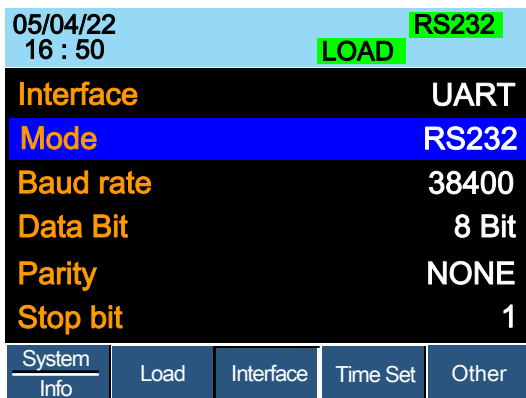 05/04/22 RS232
16 : 50 LOAD
Interface UART
Mode RS232
Baud rate 38400
Data Bit 8 Bit
Parity NONE
Stop bit 1
System
Info Load Interface Time Set Other